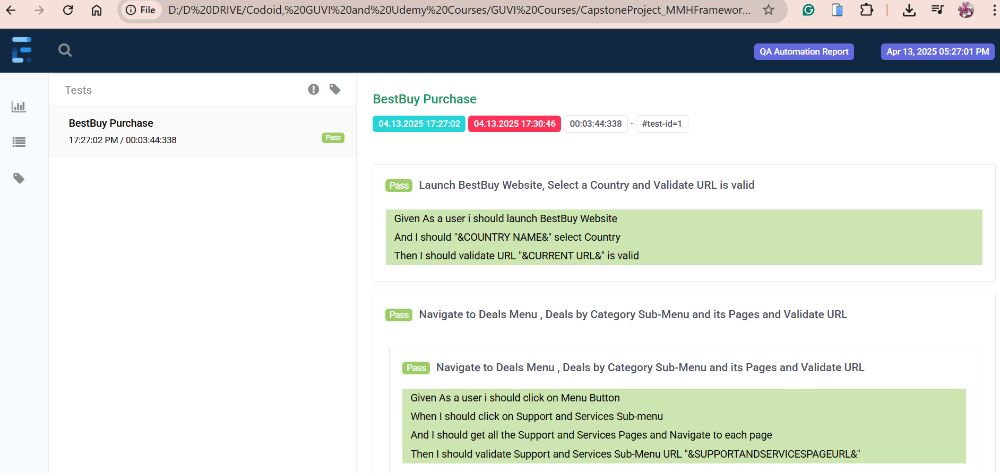 File
D:/D%20DRIVE/Codoid,%20GUVI%20and%20Udemy%20Courses/GUVI%20Courses/CapstoneProject_MMHFramewor...
QA Automation Report
Apr 13, 2025 05:27:01 PM
Tests
BestBuy Purchase
17:27:02 PM / 00:03:44:338
Pass
BestBuy Purchase
04.13.2025 17:27:02 04.13.2025 17:30:46 00:03:44:338 · #test-id=1
Pass Launch BestBuy Website, Select a Country and Validate URL is valid
Given As a user i should launch BestBuy Website
And I should "&COUNTRY NAME&" select Country
Then I should validate URL "&CURRENT URL&" is valid
Pass Navigate to Deals Menu , Deals by Category Sub-Menu and its Pages and Validate URL
Pass Navigate to Deals Menu , Deals by Category Sub-Menu and its Pages and Validate URL
Given As a user i should click on Menu Button
When I should click on Support and Services Sub-menu
And I should get all the Support and Services Pages and Navigate to each page
Then I should validate Support and Services Sub-Menu URL "&SUPPORTANDSERVICESPAGEURL&"